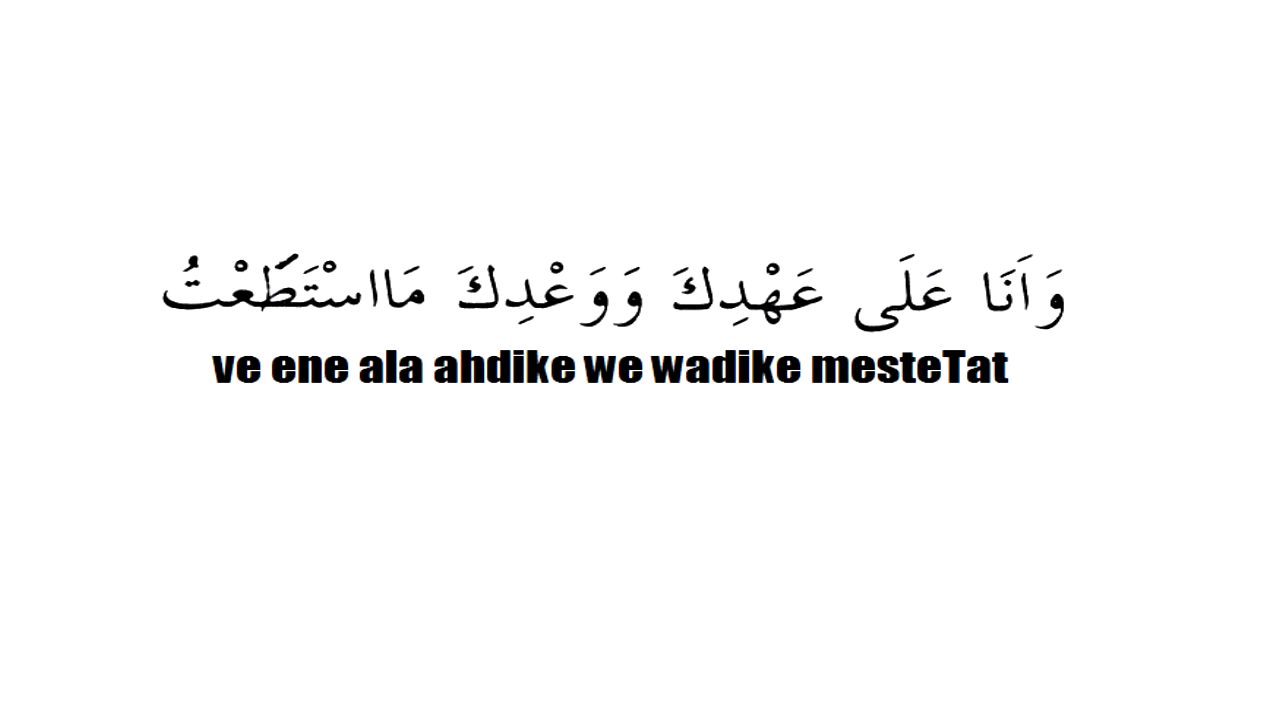 وَاَنَا عَلَى عَهْدِكَ وَوَعْدِكَ مَااسْتَطَعْتُ
ve ene ala ahdike we wadike mesteTat